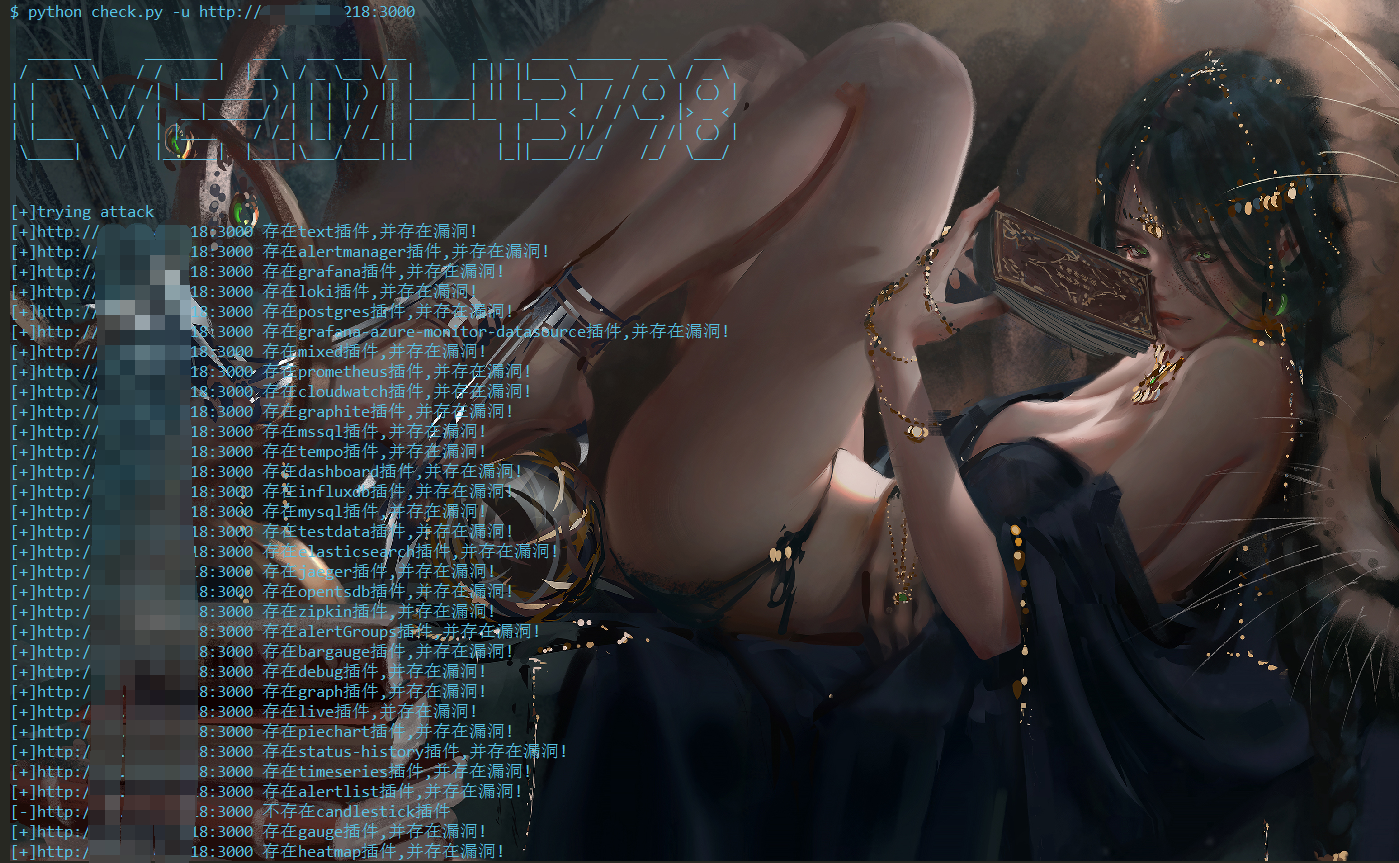 $ python check.py -u http:// 218:3000
CVE-2021-43798
[+]trying attack
[+]http:// 18:3000 存在text插件,并存在漏洞!
[+]http:// 18:3000 存在alertmanager插件,并存在漏洞!
[+]http:// 18:3000 存在grafana插件,并存在漏洞!
[+]http:// 18:3000 存在loki插件,并存在漏洞!
[+]http:// 18:3000 存在postgres插件,并存在漏洞!
[+]http:// 18:3000 存在grafana-azure-monitor-datasource插件,并存在漏洞!
[+]http:// 18:3000 存在mixed插件,并存在漏洞!
[+]http:// 18:3000 存在prometheus插件,并存在漏洞!
[+]http:// 18:3000 存在cloudwatch插件,并存在漏洞!
[+]http:// 18:3000 存在graphite插件,并存在漏洞!
[+]http:// 18:3000 存在mssql插件,并存在漏洞!
[+]http:// 18:3000 存在tempo插件,并存在漏洞!
[+]http:// 18:3000 存在dashboard插件,并存在漏洞!
[+]http:/ 18:3000 存在influxdb插件,并存在漏洞!
[+]http:/ 18:3000 存在mysql插件,并存在漏洞!
[+]http:/ 18:3000 存在testdata插件,并存在漏洞!
[+]http:/ 18:3000 存在elasticsearch插件,并存在漏洞!
[+]http:/ 8:3000 存在jaeger插件,并存在漏洞!
[+]http:/ 8:3000 存在opentsdb插件,并存在漏洞!
[+]http:/ 8:3000 存在zipkin插件,并存在漏洞!
[+]http:/ 8:3000 存在alertGroups插件,并存在漏洞!
[+]http:/ 8:3000 存在bargauge插件,并存在漏洞!
[+]http:/ 8:3000 存在debug插件,并存在漏洞!
[+]http:/ 8:3000 存在graph插件,并存在漏洞!
[+]http:/ 8:3000 存在live插件,并存在漏洞!
[+]http:/ 8:3000 存在piechart插件,并存在漏洞!
[+]http:/ 8:3000 存在status-history插件,并存在漏洞!
[+]http:/ 8:3000 存在timeseries插件,并存在漏洞!
[+]http:/ 8:3000 存在alertlist插件,并存在漏洞!
[-]http:/ 8:3000 不存在candlestick插件
[+]http:/ 18:3000 存在gauge插件,并存在漏洞!
[+]http:/ 18:3000 存在heatmap插件,并存在漏洞!